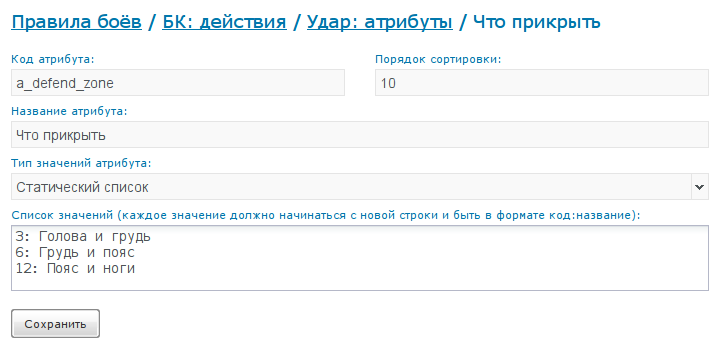 Правила боёв / БК: действия / Удар: атрибуты / Что прикрыть
Код атрибута:
Порядок сортировки:
a_defend_zone
10
Название атрибута:
Что прикрыть
Тип значений атрибута:
Статический список
Список значений (каждое значение должно начинаться с новой строки и быть в формате код:название):
3: Голова и грудь
6: Грудь и пояс
12: Пояс и ноги
Сохранить